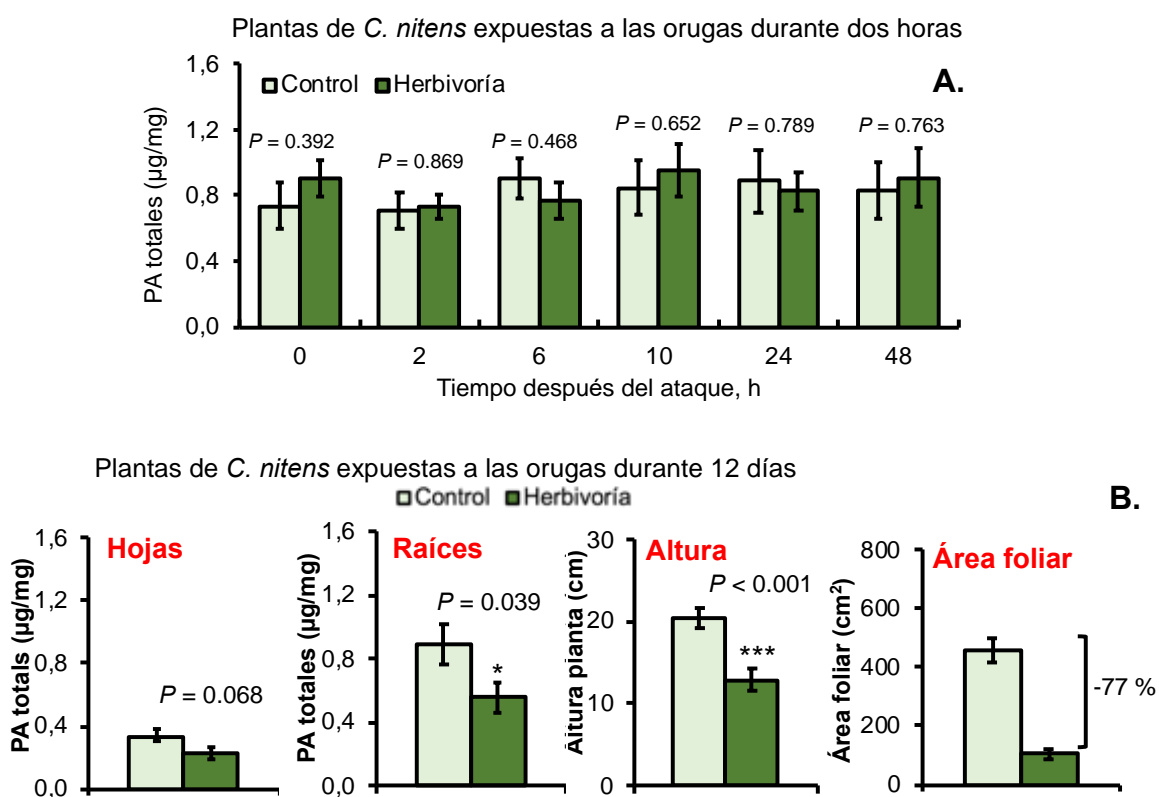 Plantas de C. nitens expuestas a las orugas durante dos horas
A.
Control Herbivoría
PA totales (µg/mg)
1,6
1,2
0,8
0,4
0,0
P = 0.392
P = 0.869
P = 0.468
P = 0.652
P = 0.789
P = 0.763
0 2 6 10 24 48
Tiempo después del ataque, h
Plantas de C. nitens expuestas a las orugas durante 12 días
B.
Control Herbivoría
Hojas
PA totals (µg/mg)
1,6
1,2
0,8
0,4
0,0
P = 0.068
Raíces
PA totales (µg/mg)
1,6
1,2
0,8
0,4
0,0
P = 0.039
*
Altura
Altura pianta (cm)
30
20
10
0
P < 0.001
***
Área foliar
Área foliar (cm²)
800
600
400
200
0
-77 %